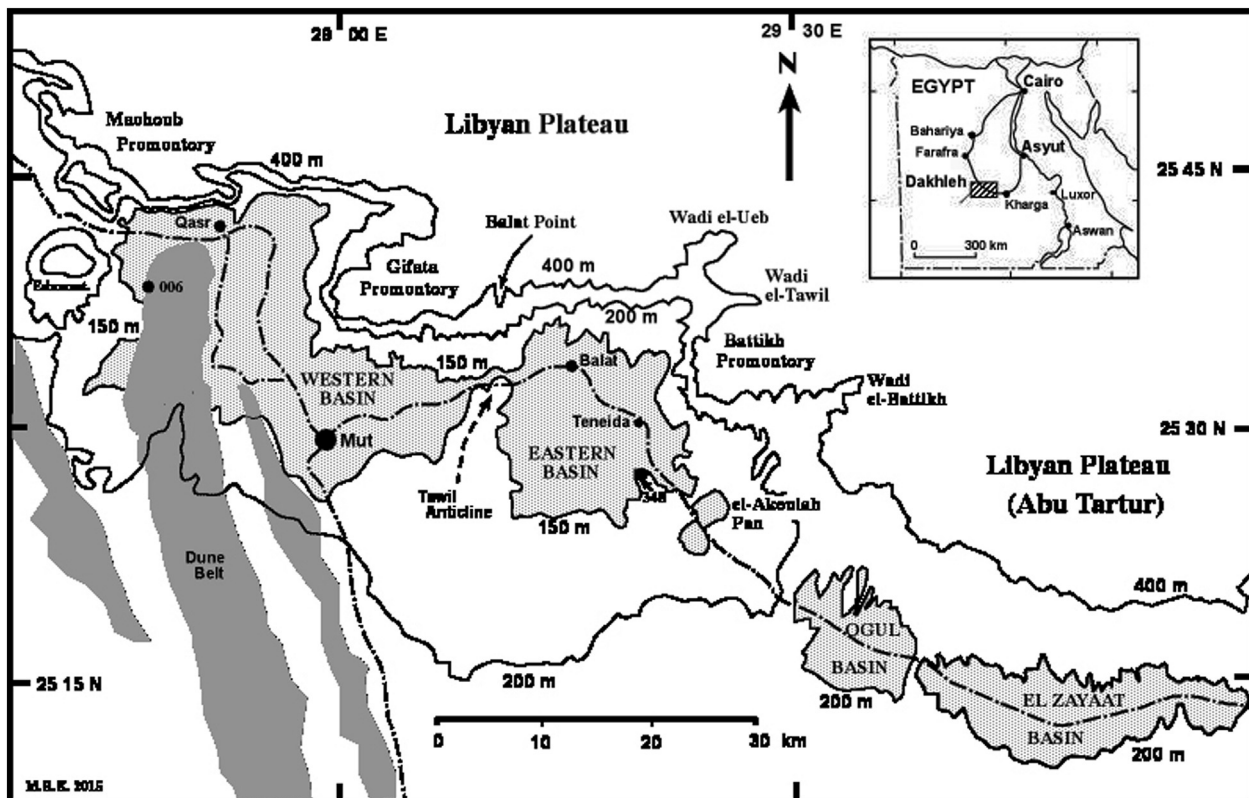 29 00 E
29 30 E
N
Libyan Plateau
Maohoub
Promontory
400 m
Qasr
006
150 m
Gifata
Promontory
Balat Point
400 m
Wadi el-Ueb
Wadi
el-Tawil
200 m
Battikh
Promontory
150 m
Balat
Wadi
el-Battikh
WESTERN
BASIN
Mut
Teneida
EASTERN
BASIN
Tawil
Anticline
150 m
Pan
Libyan Plateau
(Abu Tartur)
400 m
Dune
Belt
200 m
OGUL
BASIN
200 m
EL ZAYAAT
BASIN
200 m
25 45 N
25 30 N
25 15 N
0 10 20 30 km
M.R.K. 2015
EGYPT
Cairo
Bahariya
Farafra
Asyut
Dakhleh
Kharga
Luxor
Aswan
0 300 km